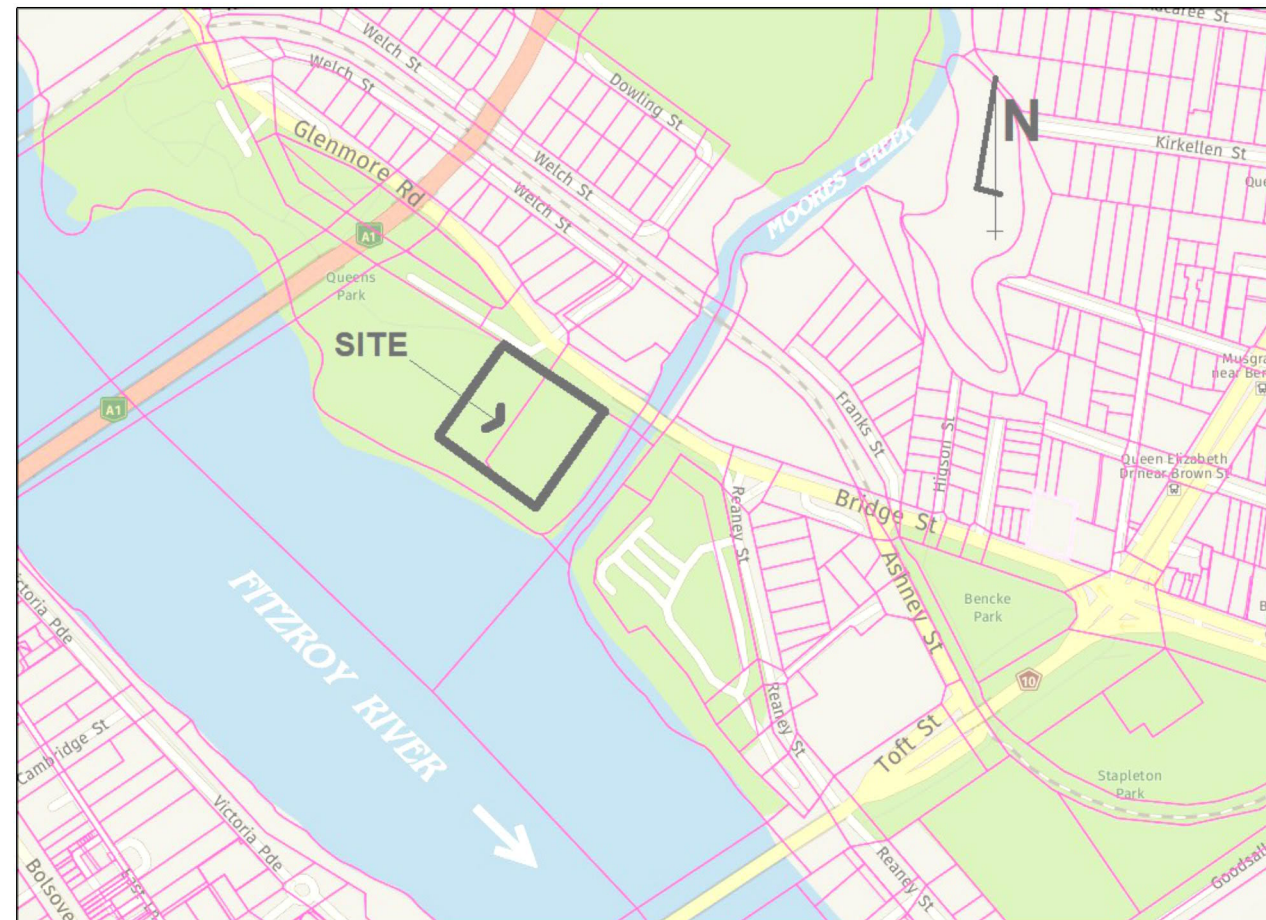 Welch St
Welch St
Dowling St
Glenmore Rd
Welch St
Welch St
MOORES CREEK
N
Kirkellen St
A1
Queens
Park
SITE
A1
Franks St
Higson St
Queen Elizabeth
Dr near Brown St
Reaney St
Bridge St
Ashney St
Bencke
Park
FITZROY RIVER
Victoria Pde
Cambridge St
Victoria Pde
Reaney St
10
Toft St
Stapleton
Park
Reaney St